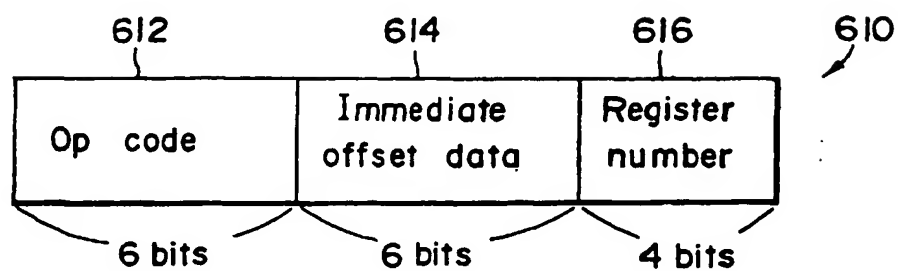 612 614 616 610
Op code
Immediate
offset data
Register
number
6 bits 6 bits 4 bits